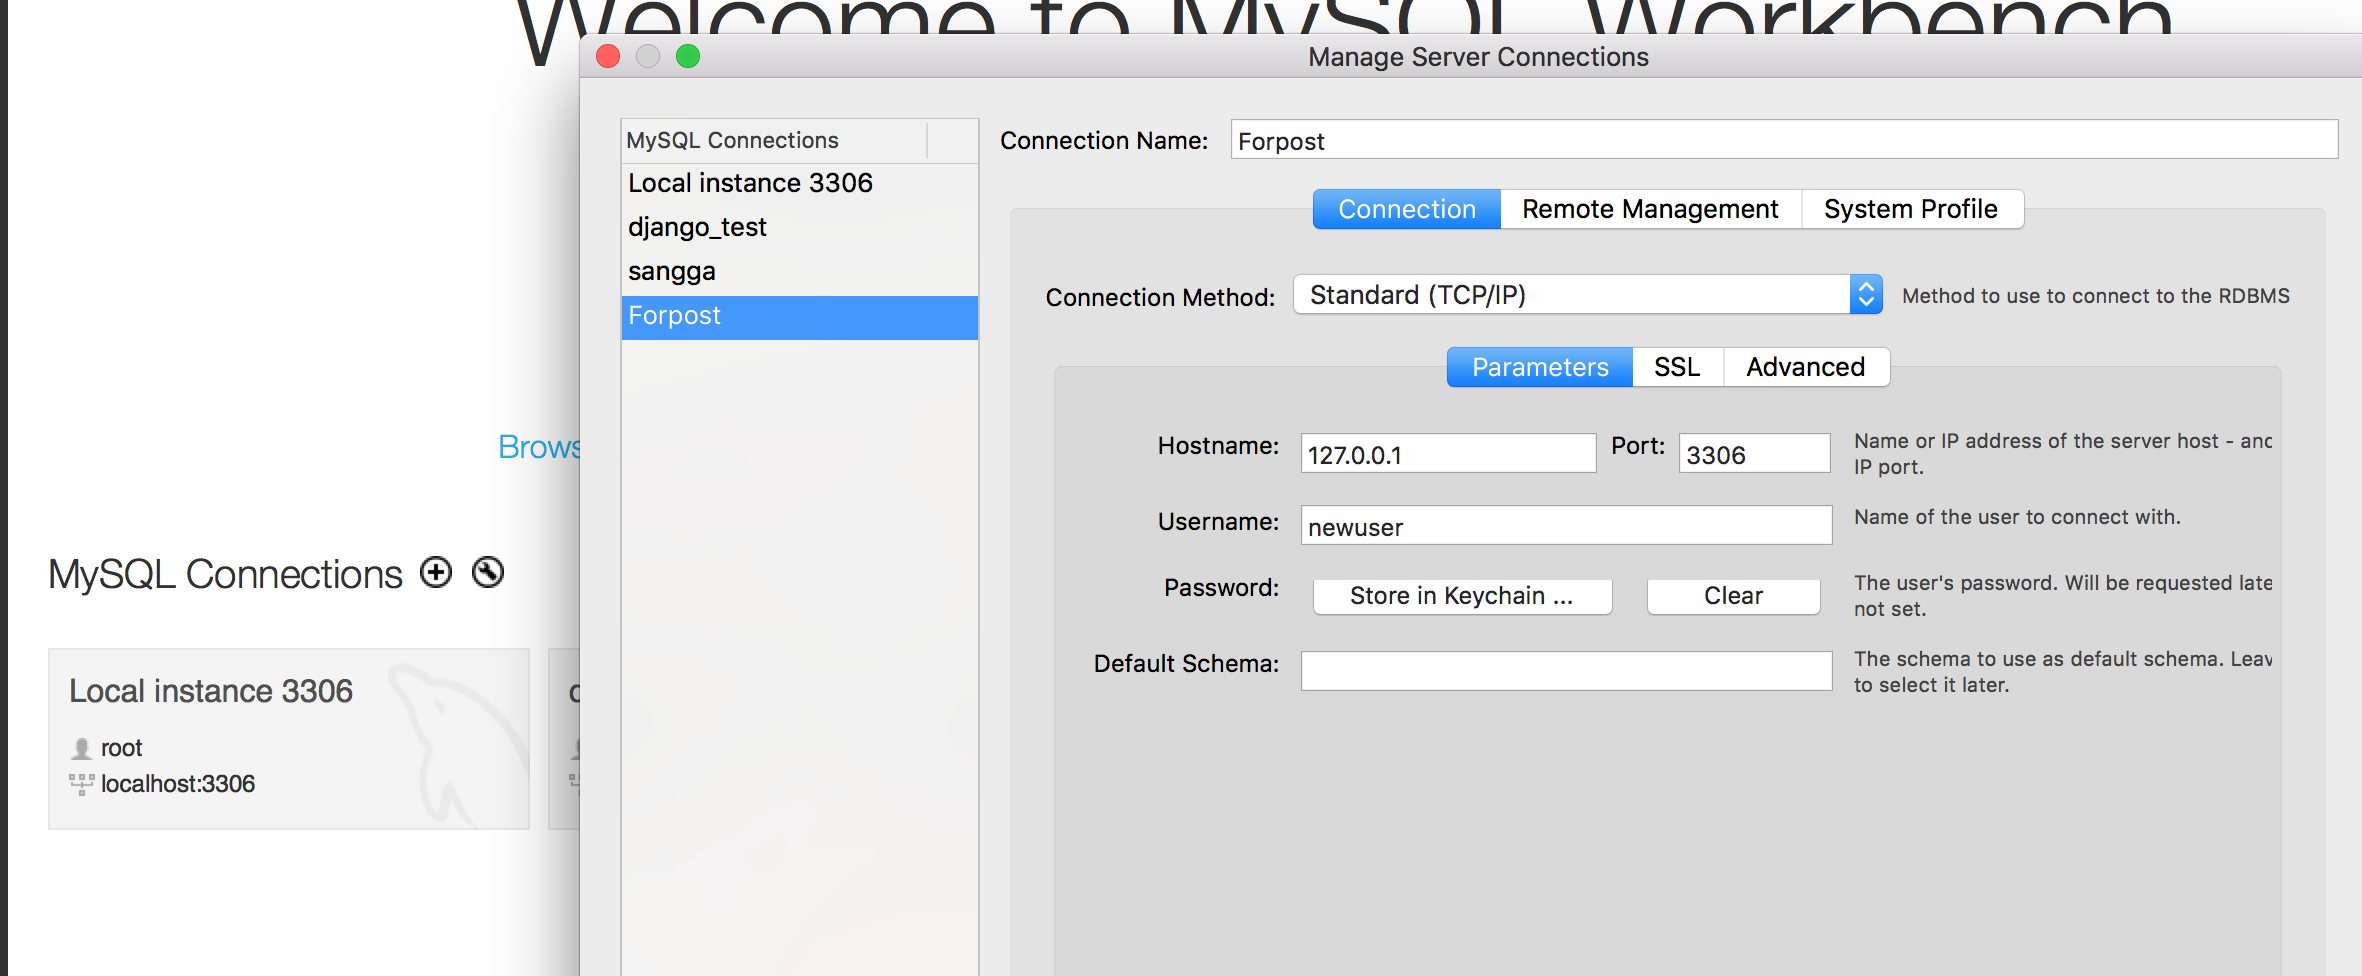 Welcome to MySQL Workbench
Manage Server Connections
MySQL Connections
Local instance 3306
django_test
sangga
Forpost
Connection Name: Forpost
Connection Remote Management System Profile
Connection Method: Standard (TCP/IP) Method to use to connect to the RDBMS
Parameters SSL Advanced
Hostname: 127.0.0.1 Port: 3306 Name or IP address of the server host - and
IP port.
Username: newuser Name of the user to connect with.
Password: Store in Keychain ... Clear The user's password. Will be requested late
not set.
Default Schema: The schema to use as default schema. Leav
to select it later.
Brows
MySQL Connections
Local instance 3306
root
localhost:3306